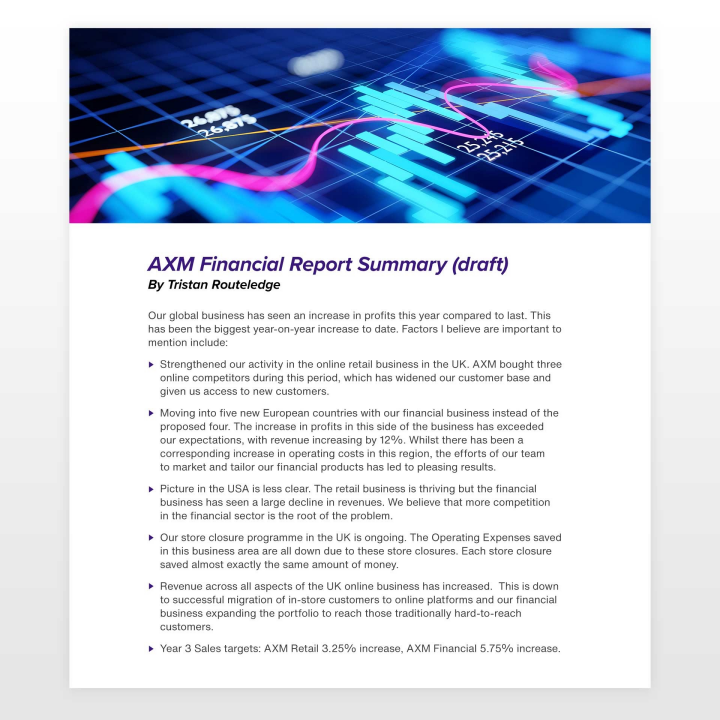 26,875
26,875
25,245
25,215
AXM Financial Report Summary (draft)
By Tristan Routeledge
Our global business has seen an increase in profits this year compared to last. This
has been the biggest year-on-year increase to date. Factors I believe are important to
mention include:
Strengthened our activity in the online retail business in the UK. AXM bought three
online competitors during this period, which has widened our customer base and
given us access to new customers.
Moving into five new European countries with our financial business instead of the
proposed four. The increase in profits in this side of the business has exceeded
our expectations, with revenue increasing by 12%. Whilst there has been a
corresponding increase in operating costs in this region, the efforts of our team
to market and tailor our financial products has led to pleasing results.
Picture in the USA is less clear. The retail business is thriving but the financial
business has seen a large decline in revenues. We believe that more competition
in the financial sector is the root of the problem.
Our store closure programme in the UK is ongoing. The Operating Expenses saved
in this business area are all down due to these store closures. Each store closure
saved almost exactly the same amount of money.
Revenue across all aspects of the UK online business has increased.  This is down
to successful migration of in-store customers to online platforms and our financial
business expanding the portfolio to reach those traditionally hard-to-reach
customers.
Year 3 Sales targets: AXM Retail 3.25% increase, AXM Financial 5.75% increase.